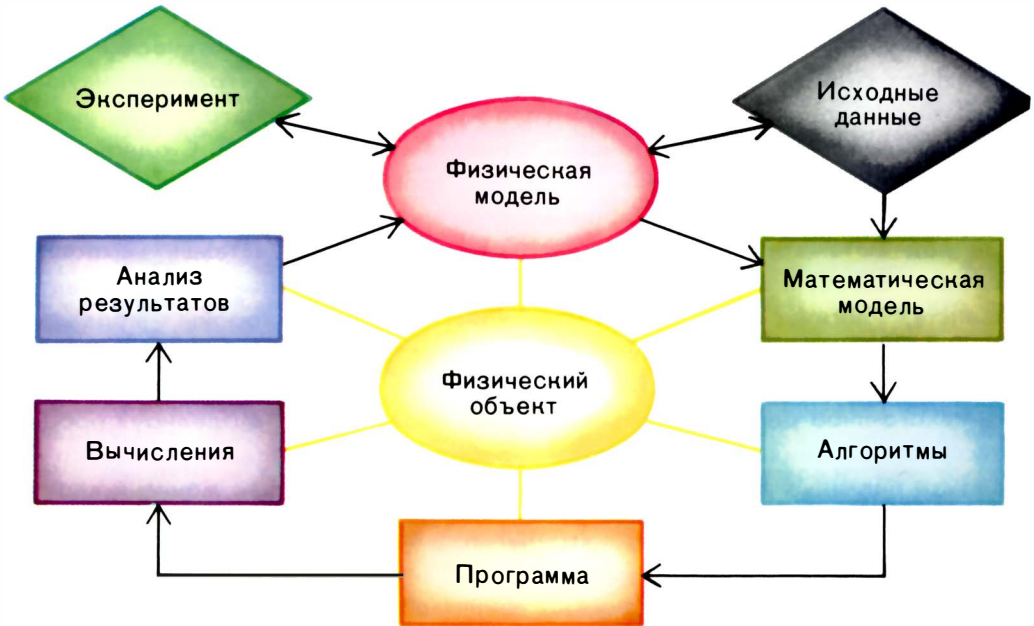 Эксперимент
Исходные
данные
Физическая
модель
Анализ
результатов
Математическая
модель
Физический
объект
Вычисления
Алгоритмы
Программа